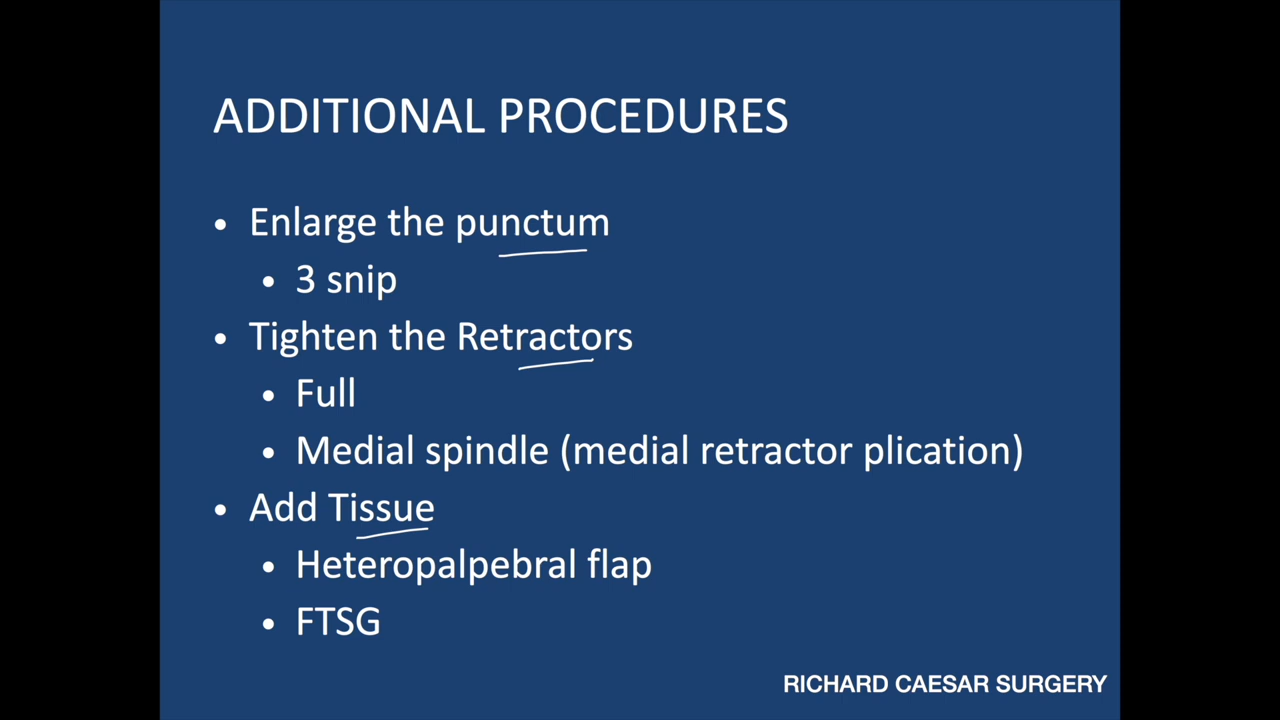 ADDITIONAL PROCEDURES
• Enlarge the punctum
• 3 snip
• Tighten the Retractors
• Full
• Medial spindle (medial retractor plication)
• Add Tissue
• Heteropalpebral flap
• FTSG
RICHARD CAESAR SURGERY